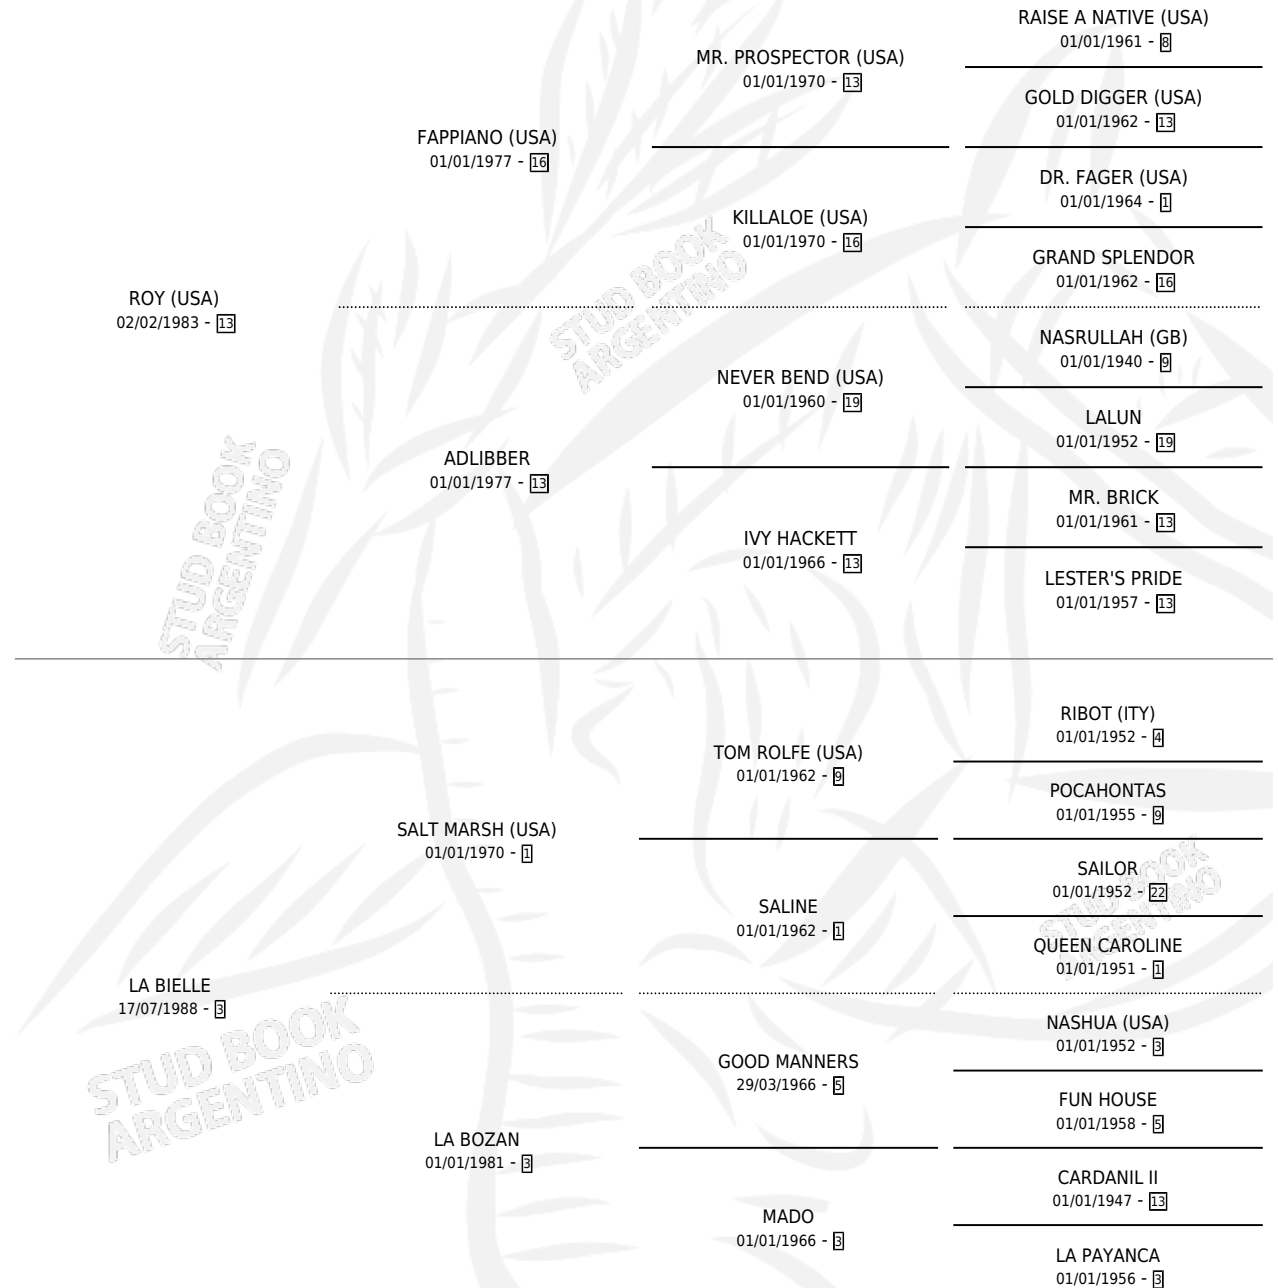 RAISE A NATIVE (USA)
01/01/1961 - 8
MR. PROSPECTOR (USA)
01/01/1970 - 13
GOLD DIGGER (USA)
01/01/1962 - 13
FAPPIANO (USA)
01/01/1977 - 16
DR. FAGER (USA)
01/01/1964 - 1
KILLALOE (USA)
01/01/1970 - 16
GRAND SPLENDOR
01/01/1962 - 16
ROY (USA)
02/02/1983 - 13
NASRULLAH (GB)
01/01/1940 - 9
NEVER BEND (USA)
01/01/1960 - 19
LALUN
01/01/1952 - 19
ADLIBBER
01/01/1977 - 13
MR. BRICK
01/01/1961 - 13
IVY HACKETT
01/01/1966 - 13
LESTER'S PRIDE
01/01/1957 - 13
RIBOT (ITY)
01/01/1952 - 4
TOM ROLFE (USA)
01/01/1962 - 9
POCAHONTAS
01/01/1955 - 9
SALT MARSH (USA)
01/01/1970 - 1
SAILOR
01/01/1952 - 22
SALINE
01/01/1962 - 1
QUEEN CAROLINE
01/01/1951 - 1
LA BIELLE
17/07/1988 - 3
NASHUA (USA)
01/01/1952 - 3
GOOD MANNERS
29/03/1966 - 5
FUN HOUSE
01/01/1958 - 5
LA BOZAN
01/01/1981 - 3
CARDANIL II
01/01/1947 - 13
MADO
01/01/1966 - 3
LA PAYANCA
01/01/1956 - 3
STUD BOOK
ARGENTINO
STUD BOOK
ARGENTINO
STUD BOOK
ARGENTINO
STUD BOOK
ARGENTINO